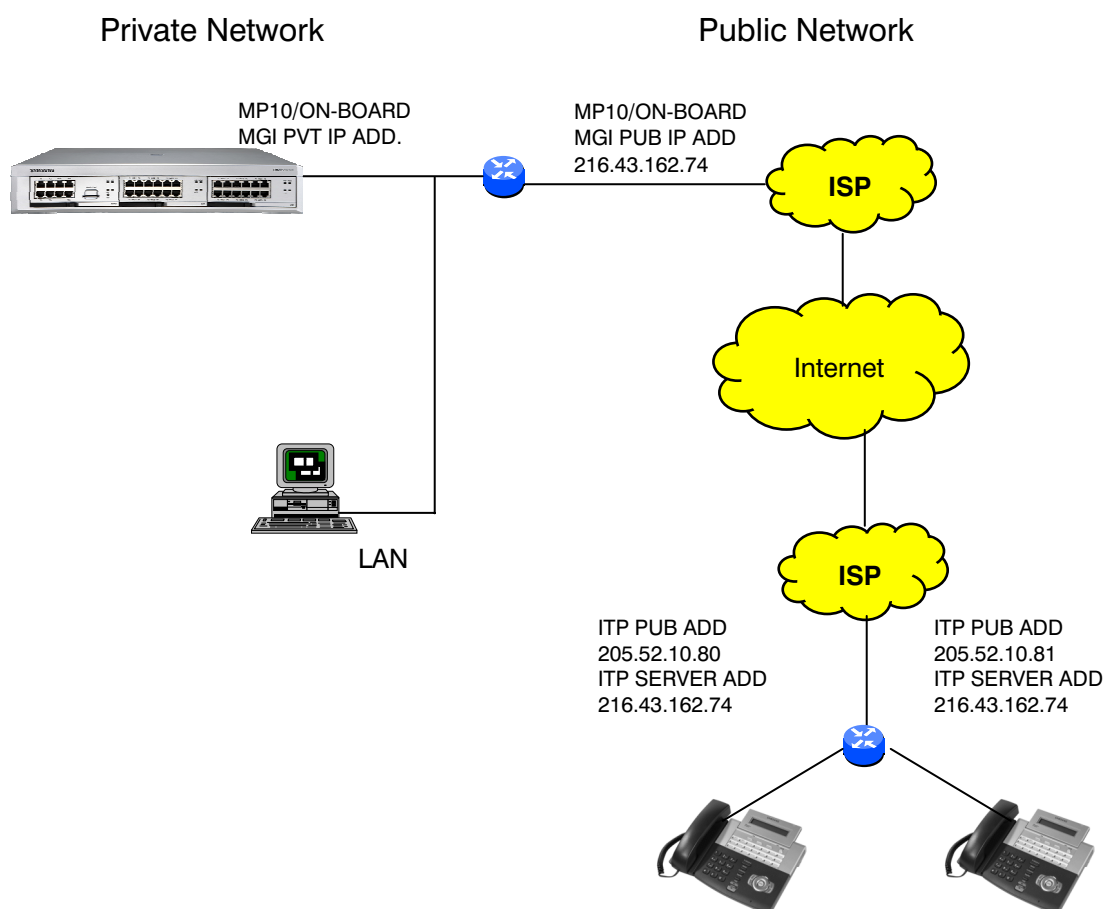 Private Network
Public Network
MP10/ON-BOARD
MGI PVT IP ADD.
MP10/ON-BOARD
MGI PUB IP ADD
216.43.162.74
ISP
Internet
LAN
ISP
ITP PUB ADD
205.52.10.80
ITP SERVER ADD
216.43.162.74
ITP PUB ADD
205.52.10.81
ITP SERVER ADD
216.43.162.74
SAMSUNG